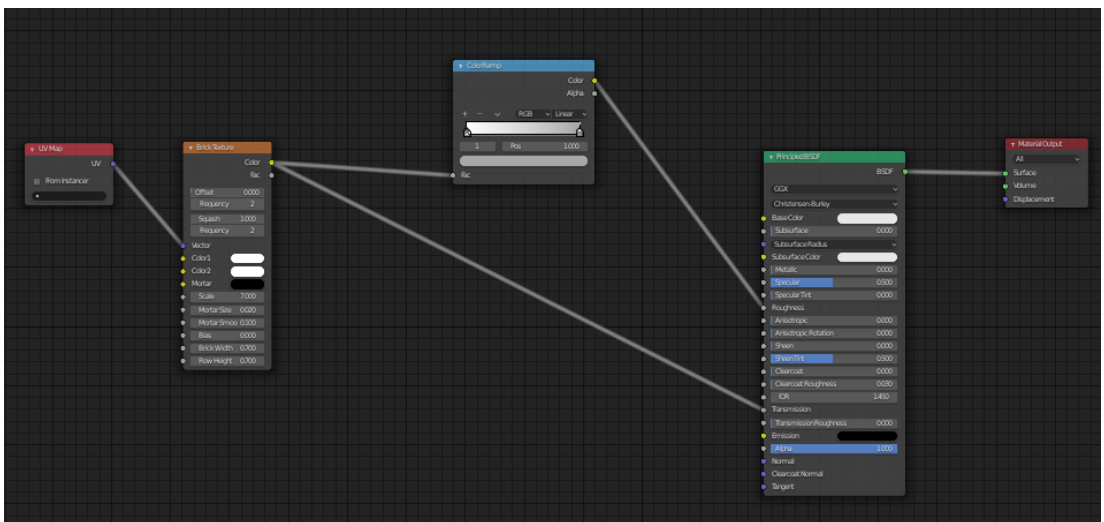 UV Map
UV
From Instancer
Brick Texture
Color
Fac
Offset 0.000
Frequency 2
Squash 1.000
Frequency 2
Vector
Color1
Color2
Mortar
Scale 7.000
Mortar Size 0.020
Mortar Smoo 0.100
Bias 0.000
Brick Width 0.700
Row Height 0.700
ColorRamp
Color
Alpha
+ −
RGB Linear
1 Pos 1.000
Fac
Principled BSDF
BSDF
GGX
Christensen-Burley
Base Color
Subsurface 0.000
Subsurface Radius
Subsurface Color
Metallic 0.000
Specular 0.500
Specular Tint 0.000
Roughness
Anisotropic 0.000
Anisotropic Rotation 0.000
Sheen 0.000
Sheen Tint 0.500
Clearcoat 0.000
Clearcoat Roughness 0.030
IOR 1.450
Transmission
Transmission Roughness 0.000
Emission
Alpha 1.000
Normal
Clearcoat Normal
Tangent
Material Output
All
Surface
Volume
Displacement